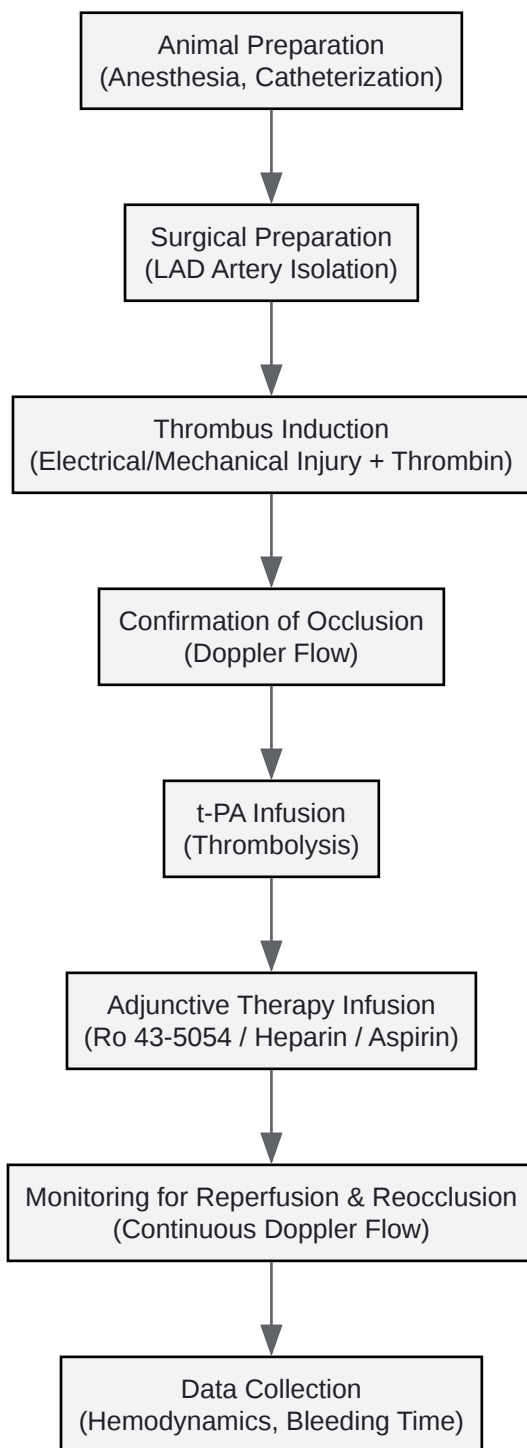 Animal Preparation
(Anesthesia, Catheterization)
Surgical Preparation
(LAD Artery Isolation)
Thrombus Induction
(Electrical/Mechanical Injury + Thrombin)
Confirmation of Occlusion
(Doppler Flow)
t-PA Infusion
(Thrombolysis)
Adjunctive Therapy Infusion
(Ro 43-5054 / Heparin / Aspirin)
Monitoring for Reperfusion & Reocclusion
(Continuous Doppler Flow)
Data Collection
(Hemodynamics, Bleeding Time)